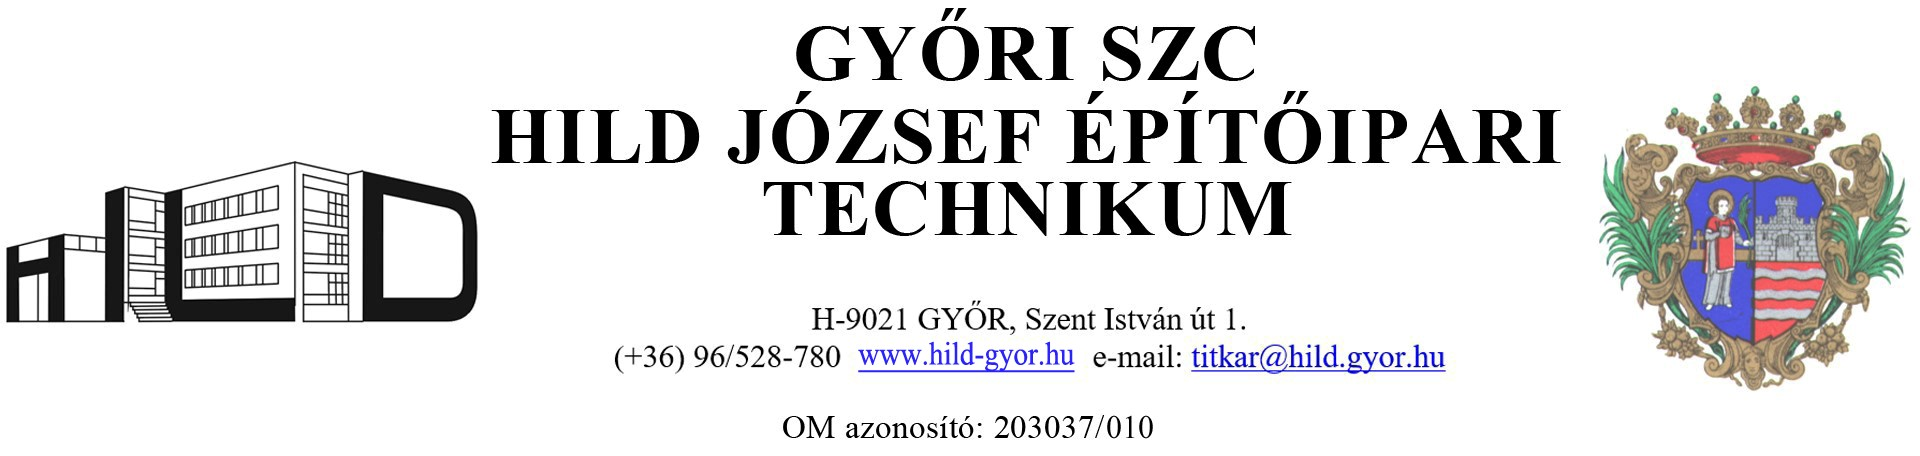 GYŐRI SZC
HILD JÓZSEF ÉPÍTŐIPARI
TECHNIKUM
HILD
H-9021 GYŐR, Szent István út 1.
(+36) 96/528-780 www.hild-gyor.hu e-mail: titkar@hild.gyor.hu
OM azonosító: 203037/010